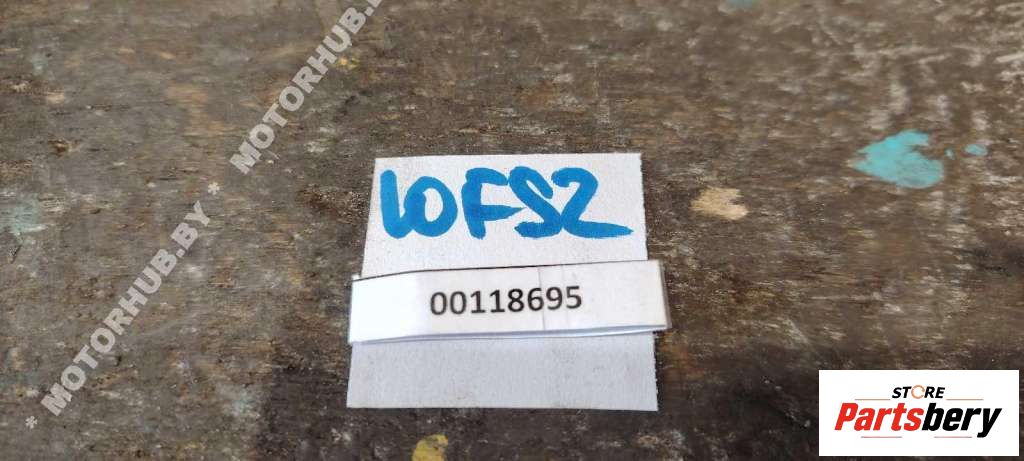 * MOTORHUB.BY * MOTORHUB.BY
10FS2
00118695
STORE
Partsbery